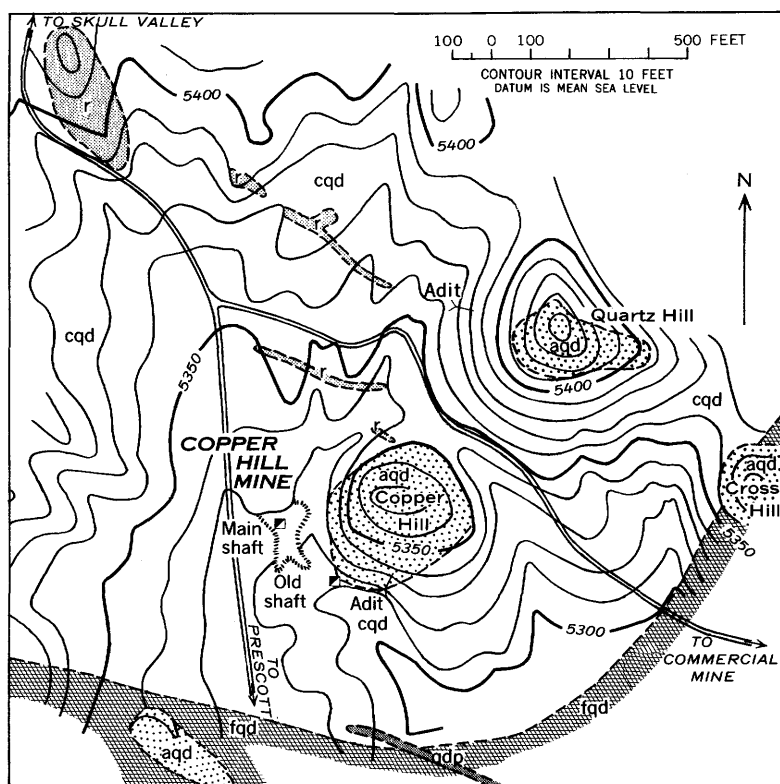 TO SKULL VALLEY
100 0 100 500 FEET
CONTOUR INTERVAL 10 FEET
DATUM IS MEAN SEA LEVEL
5400
5400
r
r
cqd
r
N
Adit
Quartz Hill
aqd
5400
cqd
5350
cqd
r
r
COPPER
HILL
MINE
aqd
Copper
Hill
5350
aqd
Cross
Hill
5350
Main
shaft
Old
shaft
Adit
cqd
5300
TO
PRESCOTT
TO
COMMERCIAL
MINE
fqd
fqd
aqd
qdp